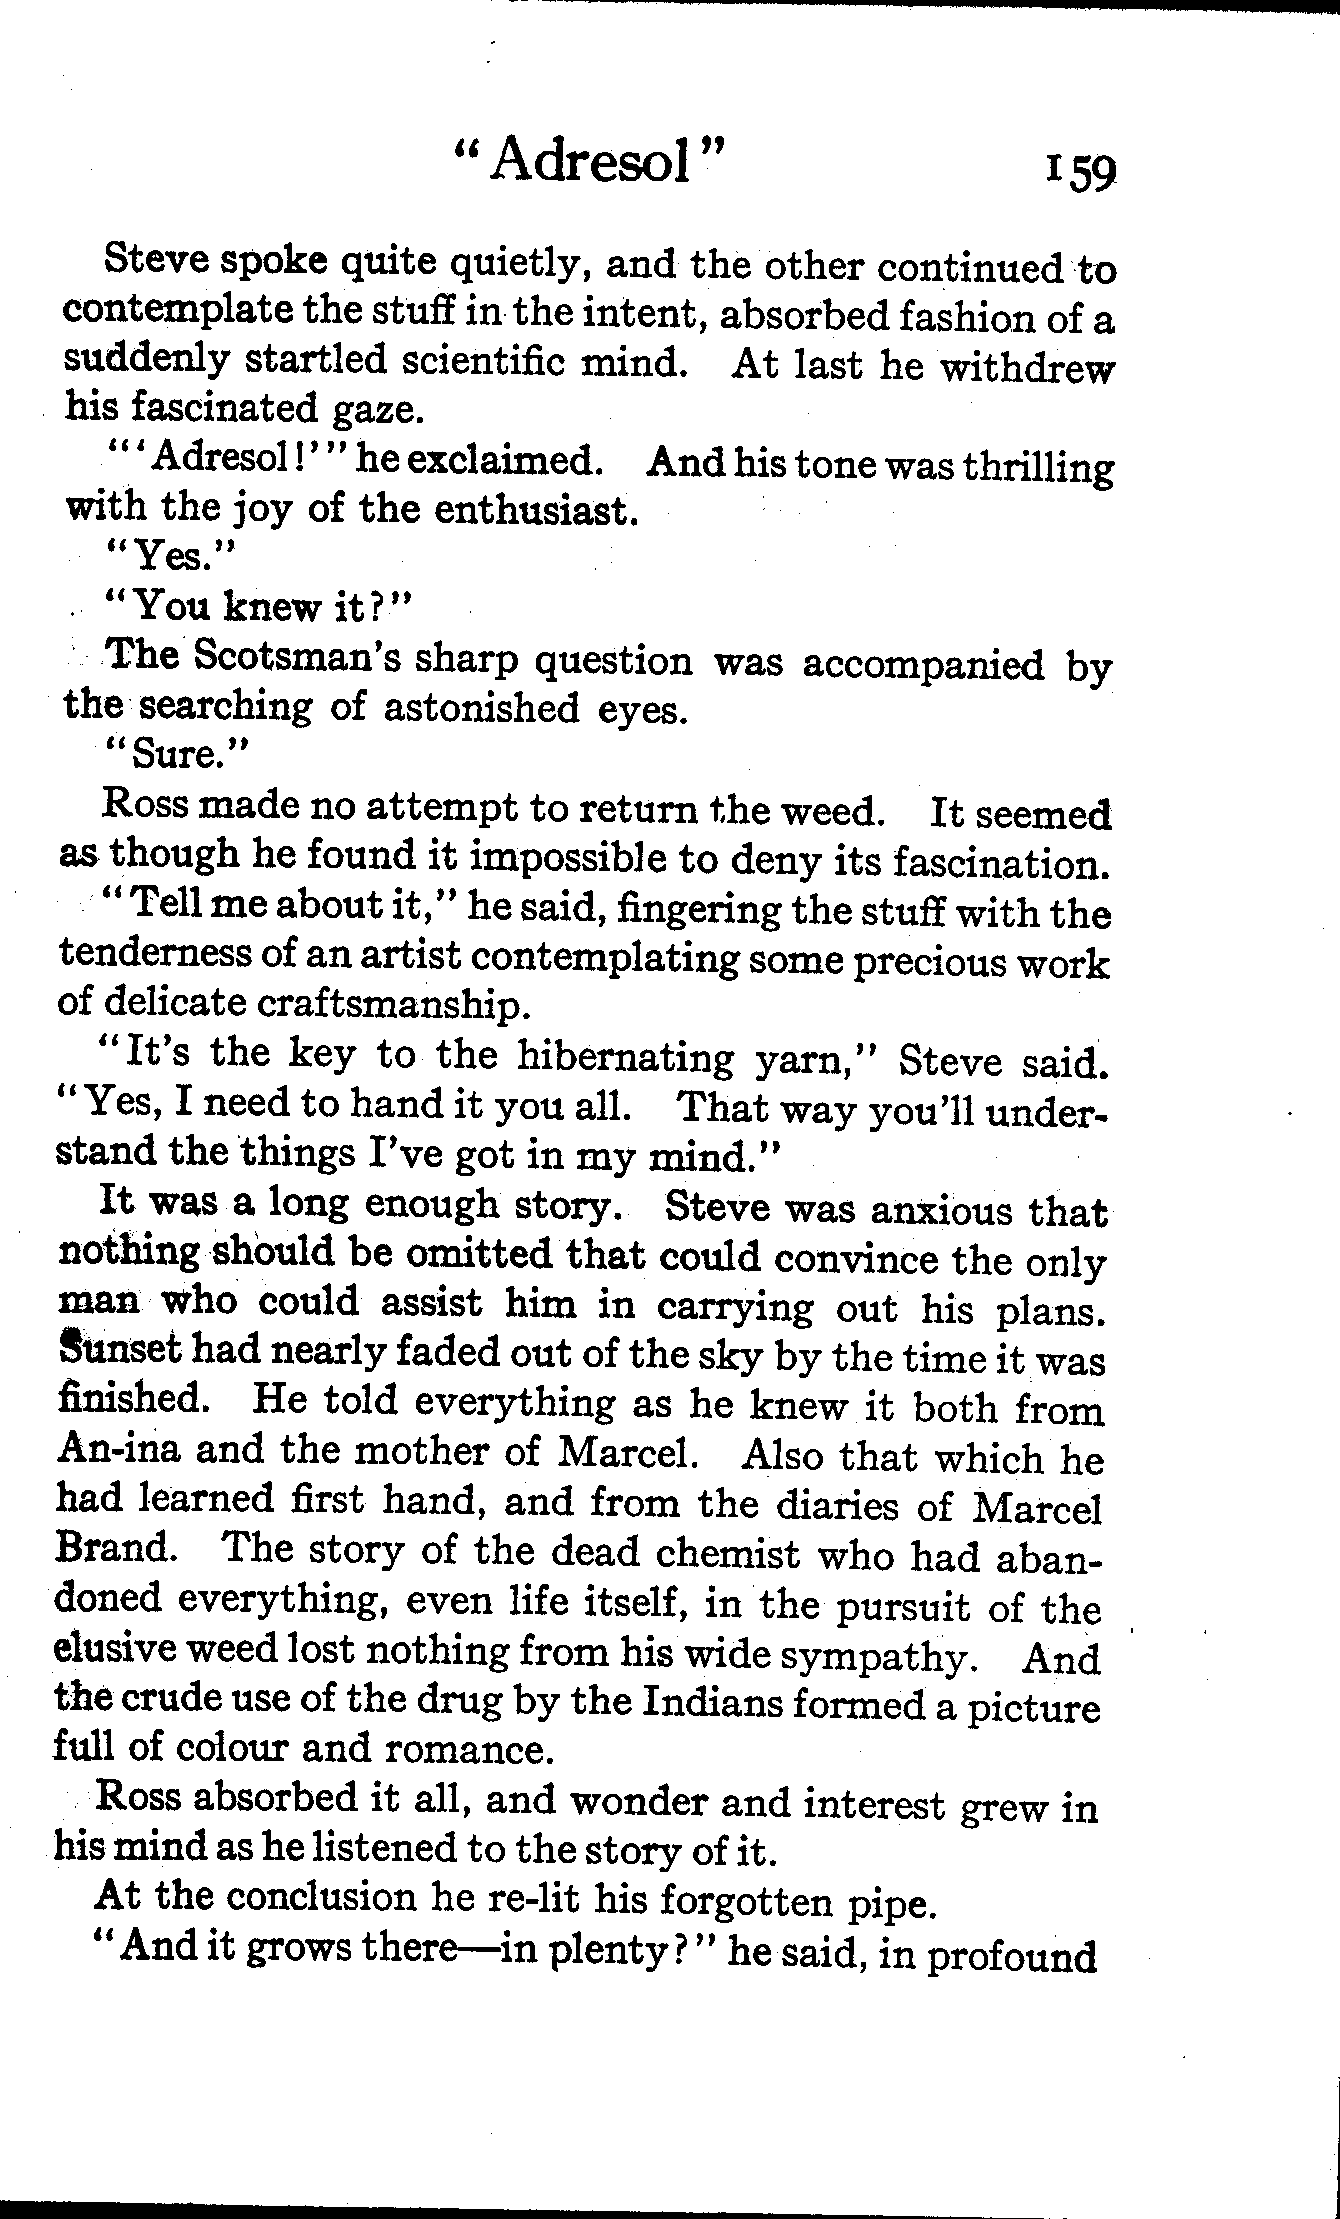 "Adresol" 159
Steve spoke quite quietly, and the other continued to
contemplate the stuff in the intent, absorbed fashion of a
suddenly startled scientific mind. At last he withdrew
his fascinated gaze.
"'Adresol!'" he exclaimed. And his tone was thrilling
with the joy of the enthusiast.
"Yes."
"You knew it?"
The Scotsman's sharp question was accompanied by
the searching of astonished eyes.
"Sure."
Ross made no attempt to return the weed. It seemed
as though he found it impossible to deny its fascination.
"Tell me about it," he said, fingering the stuff with the
tenderness of an artist contemplating some precious work
of delicate craftsmanship.
"It's the key to the hibernating yarn," Steve said.
"Yes, I need to hand it you all. That way you'll under-
stand the things I've got in my mind."
It was a long enough story. Steve was anxious that
nothing should be omitted that could convince the only
man who could assist him in carrying out his plans.
Sunset had nearly faded out of the sky by the time it was
finished. He told everything as he knew it both from
An-ina and the mother of Marcel. Also that which he
had learned first hand, and from the diaries of Marcel
Brand. The story of the dead chemist who had aban-
doned everything, even life itself, in the pursuit of the
elusive weed lost nothing from his wide sympathy. And
the crude use of the drug by the Indians formed a picture
full of colour and romance.
Ross absorbed it all, and wonder and interest grew in
his mind as he listened to the story of it.
At the conclusion he re-lit his forgotten pipe.
"And it grows there—in plenty?" he said, in profound